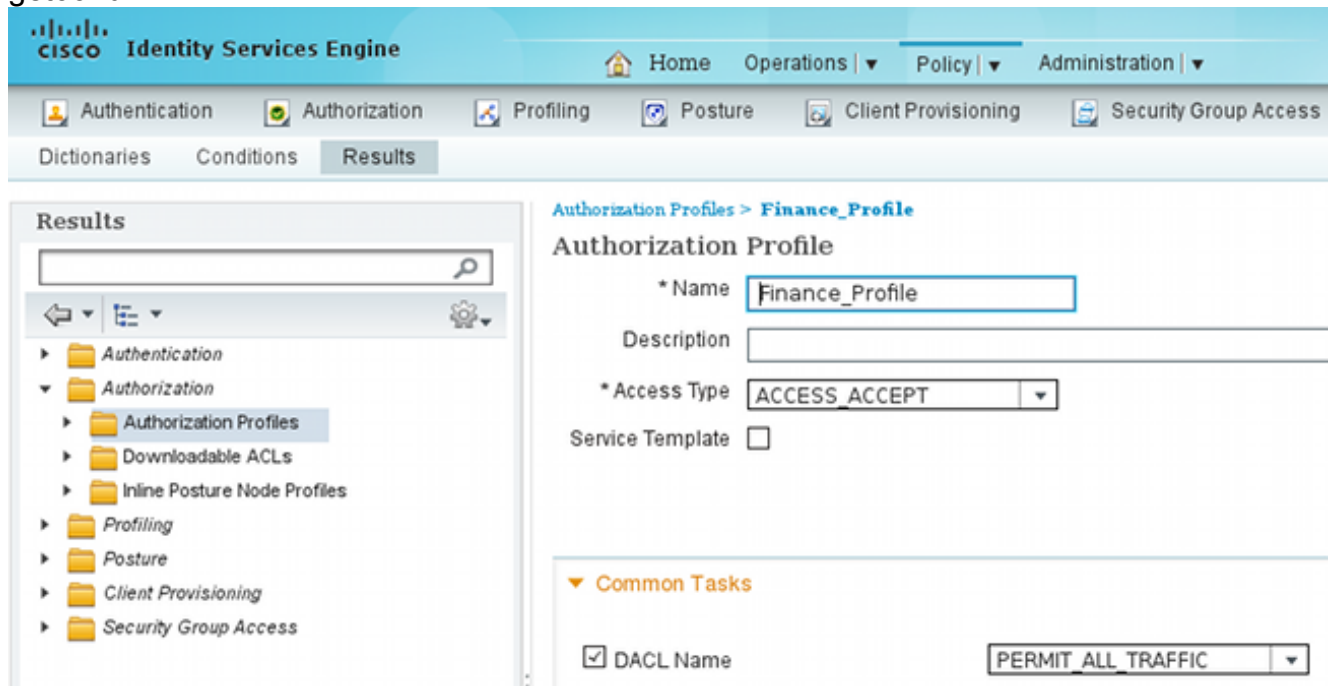 CISCO Identity Services Engine
Home Operations | Policy | Administration |
Authentication Authorization Profiling Posture Client Provisioning Security Group Access
Dictionaries Conditions Results
Results
Authentication
Authorization
Authorization Profiles
Downloadable ACLs
Inline Posture Node Profiles
Profiling
Posture
Client Provisioning
Security Group Access
Authorization Profiles > Finance_Profile
Authorization Profile
* Name Finance_Profile
Description
* Access Type ACCESS_ACCEPT
Service Template
Common Tasks
DACL Name PERMIT_ALL_TRAFFIC